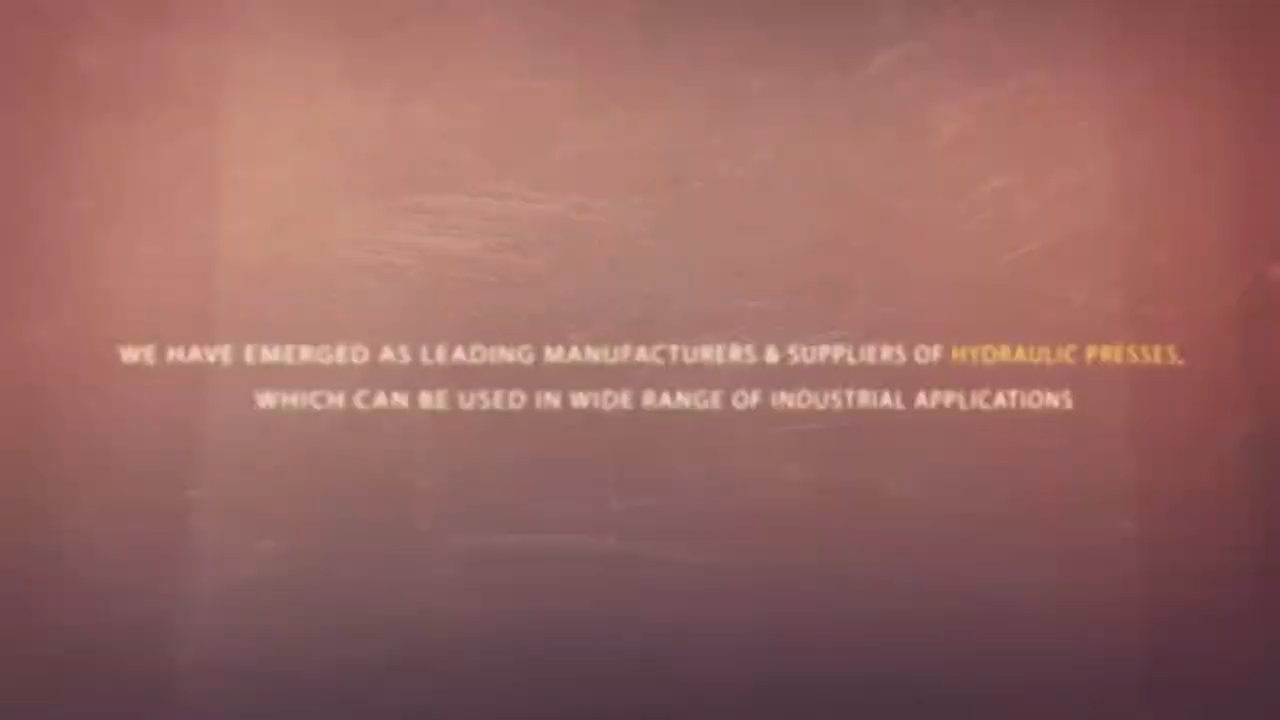 WE HAVE EMERGED AS LEADING MANUFACTURERS & SUPPLIERS OF HYDRAULIC PRESSES,
WHICH CAN BE USED IN WIDE RANGE OF INDUSTRIAL APPLICATIONS